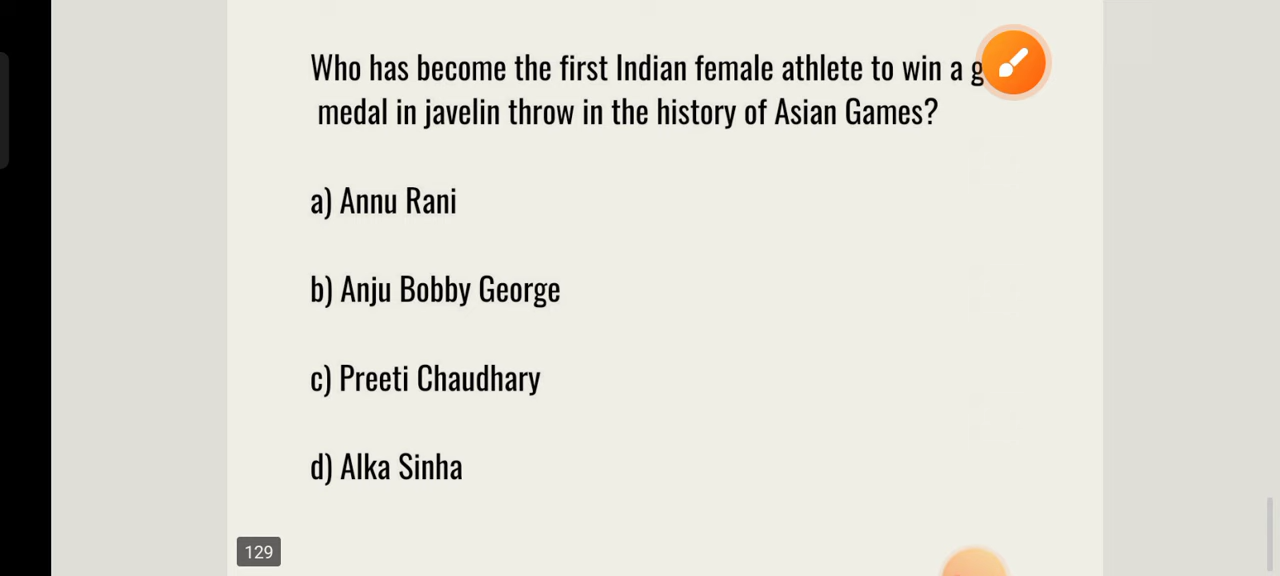 Who has become the first Indian female athlete to win a
medal in javelin throw in the history of Asian Games?
a) Annu Rani
b) Anju Bobby George
c) Preeti Chaudhary
d) Alka Sinha
129